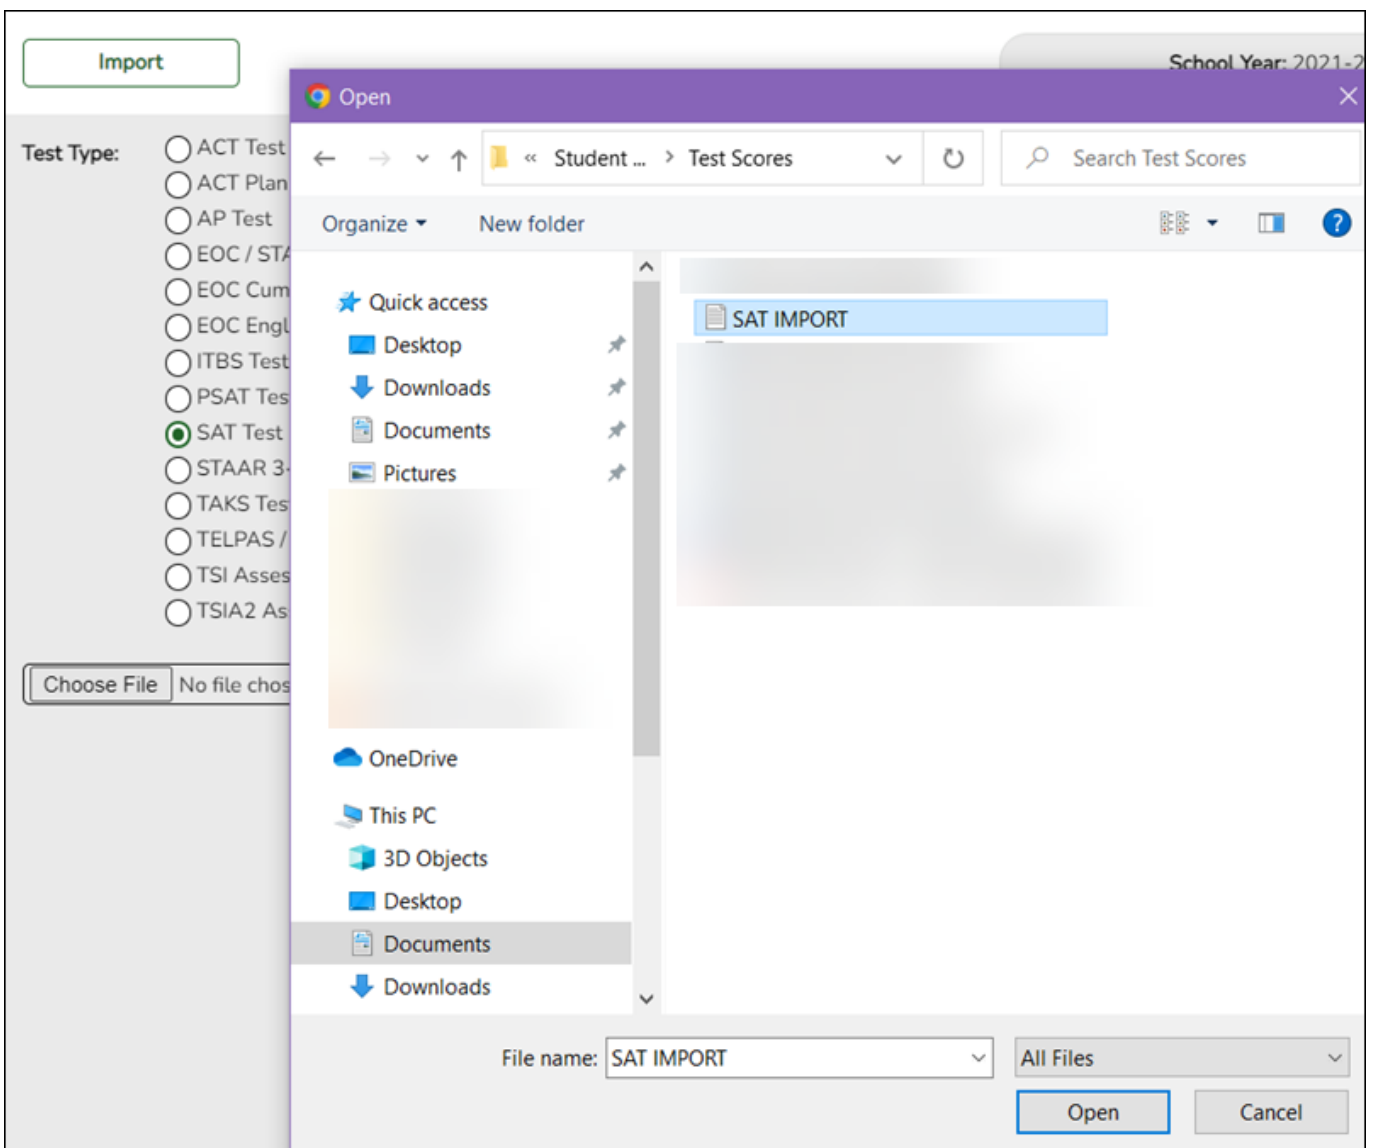 Import
School Year: 2021-2
Open
Test Type:
ACT Test
ACT Plan
AP Test
EOC / STA
EOC Cum
EOC Engl
ITBS Test
PSAT Tes
SAT Test
STAAR 3-
TAKS Tes
TELPAS /
TSI Asses
TSIA2 As
Choose File No file chos
« Student ... > Test Scores
Search Test Scores
Organize
New folder
?
Quick access
Desktop
Downloads
Documents
Pictures
OneDrive
This PC
3D Objects
Desktop
Documents
Downloads
SAT IMPORT
File name: SAT IMPORT
All Files
Open
Cancel